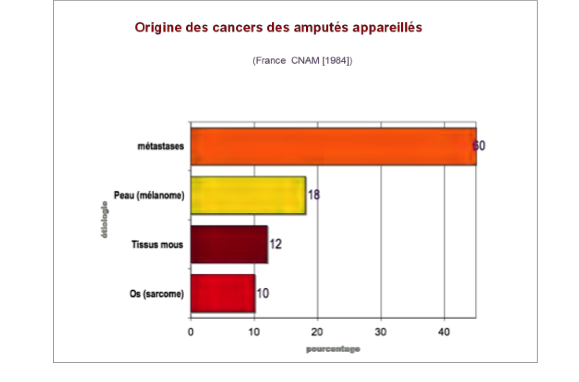 Origine des cancers des amputés appareillés
(France CNAM [1984])
métastases
60
Peau (mélanome)
18
Tissus mous
12
Os (sarcome)
10
étiologie
0 10 20 30 40
pourcentage